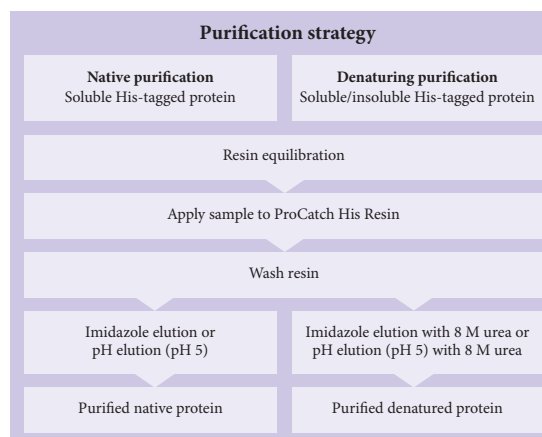 Purification strategy
Native purification
Soluble His-tagged protein
Denaturing purification
Soluble/insoluble His-tagged protein
Resin equilibration
Apply sample to ProCatch His Resin
Wash resin
Imidazole elution or
pH elution (pH 5)
Imidazole elution with 8 M urea or
pH elution (pH 5) with 8 M urea
Purified native protein
Purified denatured protein